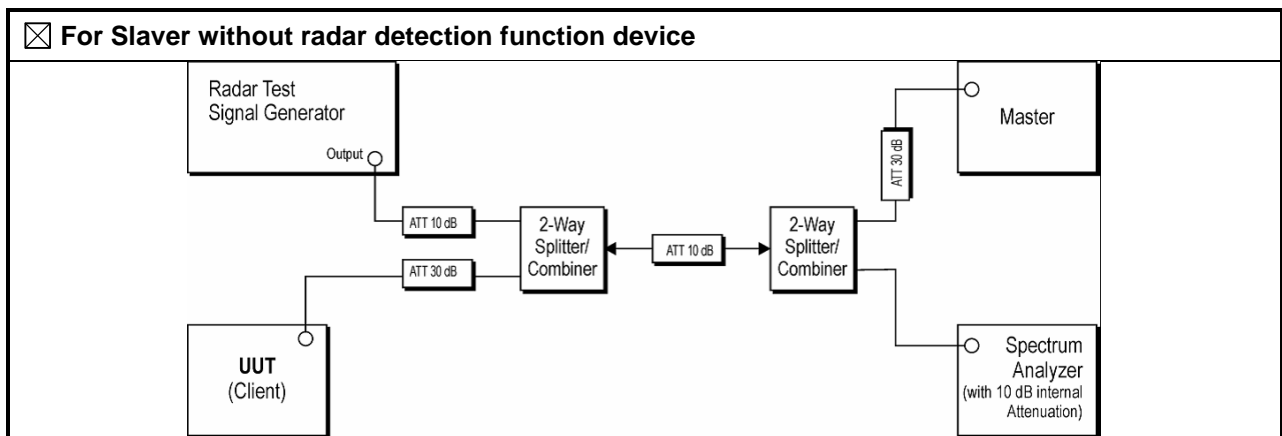 For Slaver without radar detection function device
Radar Test
Signal Generator
Output
ATT 10 dB
ATT 30 dB
2-Way
Splitter/
Combiner
ATT 10 dB
2-Way
Splitter/
Combiner
ATT 30 dB
Master
UUT
(Client)
Spectrum
Analyzer
(with 10 dB internal
Attenuation)